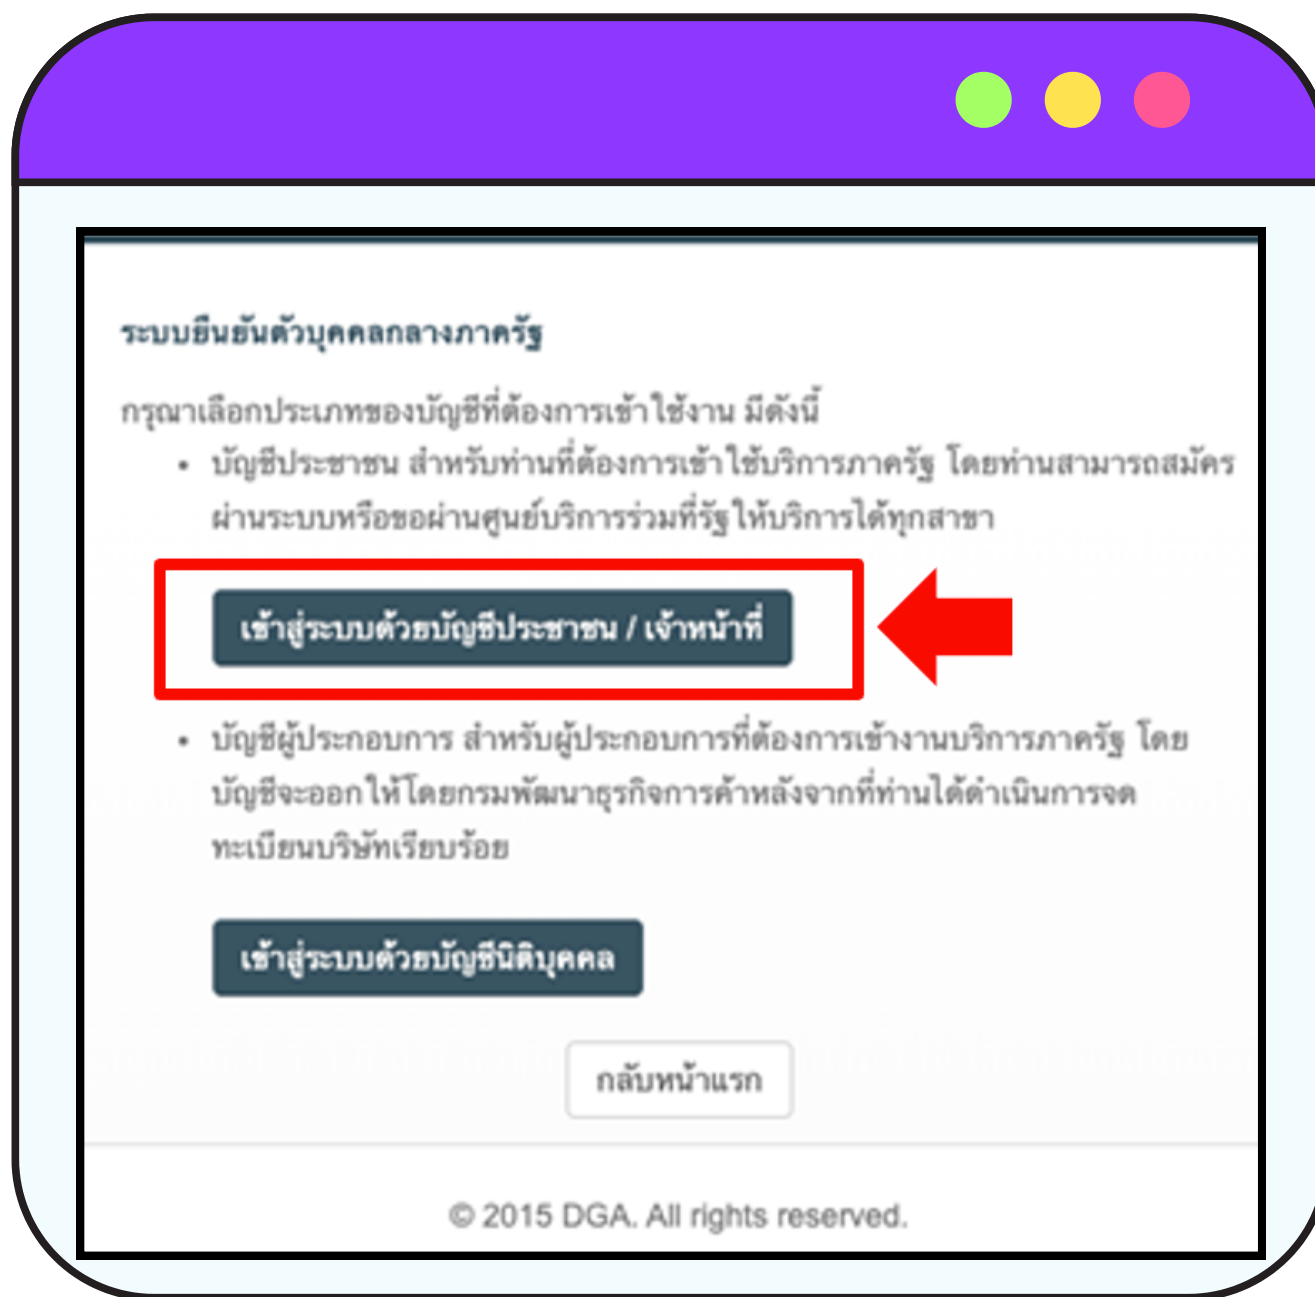 ระบบยืนยันตัวบุคคลกลางภาครัฐ
กรุณาเลือกประเภทของบัญชีที่ต้องการเข้าใช้งาน มีดังนี้
• บัญชีประชาชน สำหรับท่านที่ต้องการเข้าใช้บริการภาครัฐ โดยท่านสามารถสมัคร
ผ่านระบบหรือขอผ่านศูนย์บริการร่วมที่รัฐให้บริการได้ทุกสาขา
เข้าสู่ระบบด้วยบัญชีประชาชน / เจ้าหน้าที่
• บัญชีผู้ประกอบการ สำหรับผู้ประกอบการที่ต้องการเข้างานบริการภาครัฐ โดย
บัญชีจะออกให้โดยกรมพัฒนาธุรกิจการค้าหลังจากที่ท่านได้ดำเนินการจด
ทะเบียนบริษัทเรียบร้อย
เข้าสู่ระบบด้วยบัญชีนิติบุคคล
กลับหน้าแรก
© 2015 DGA. All rights reserved.